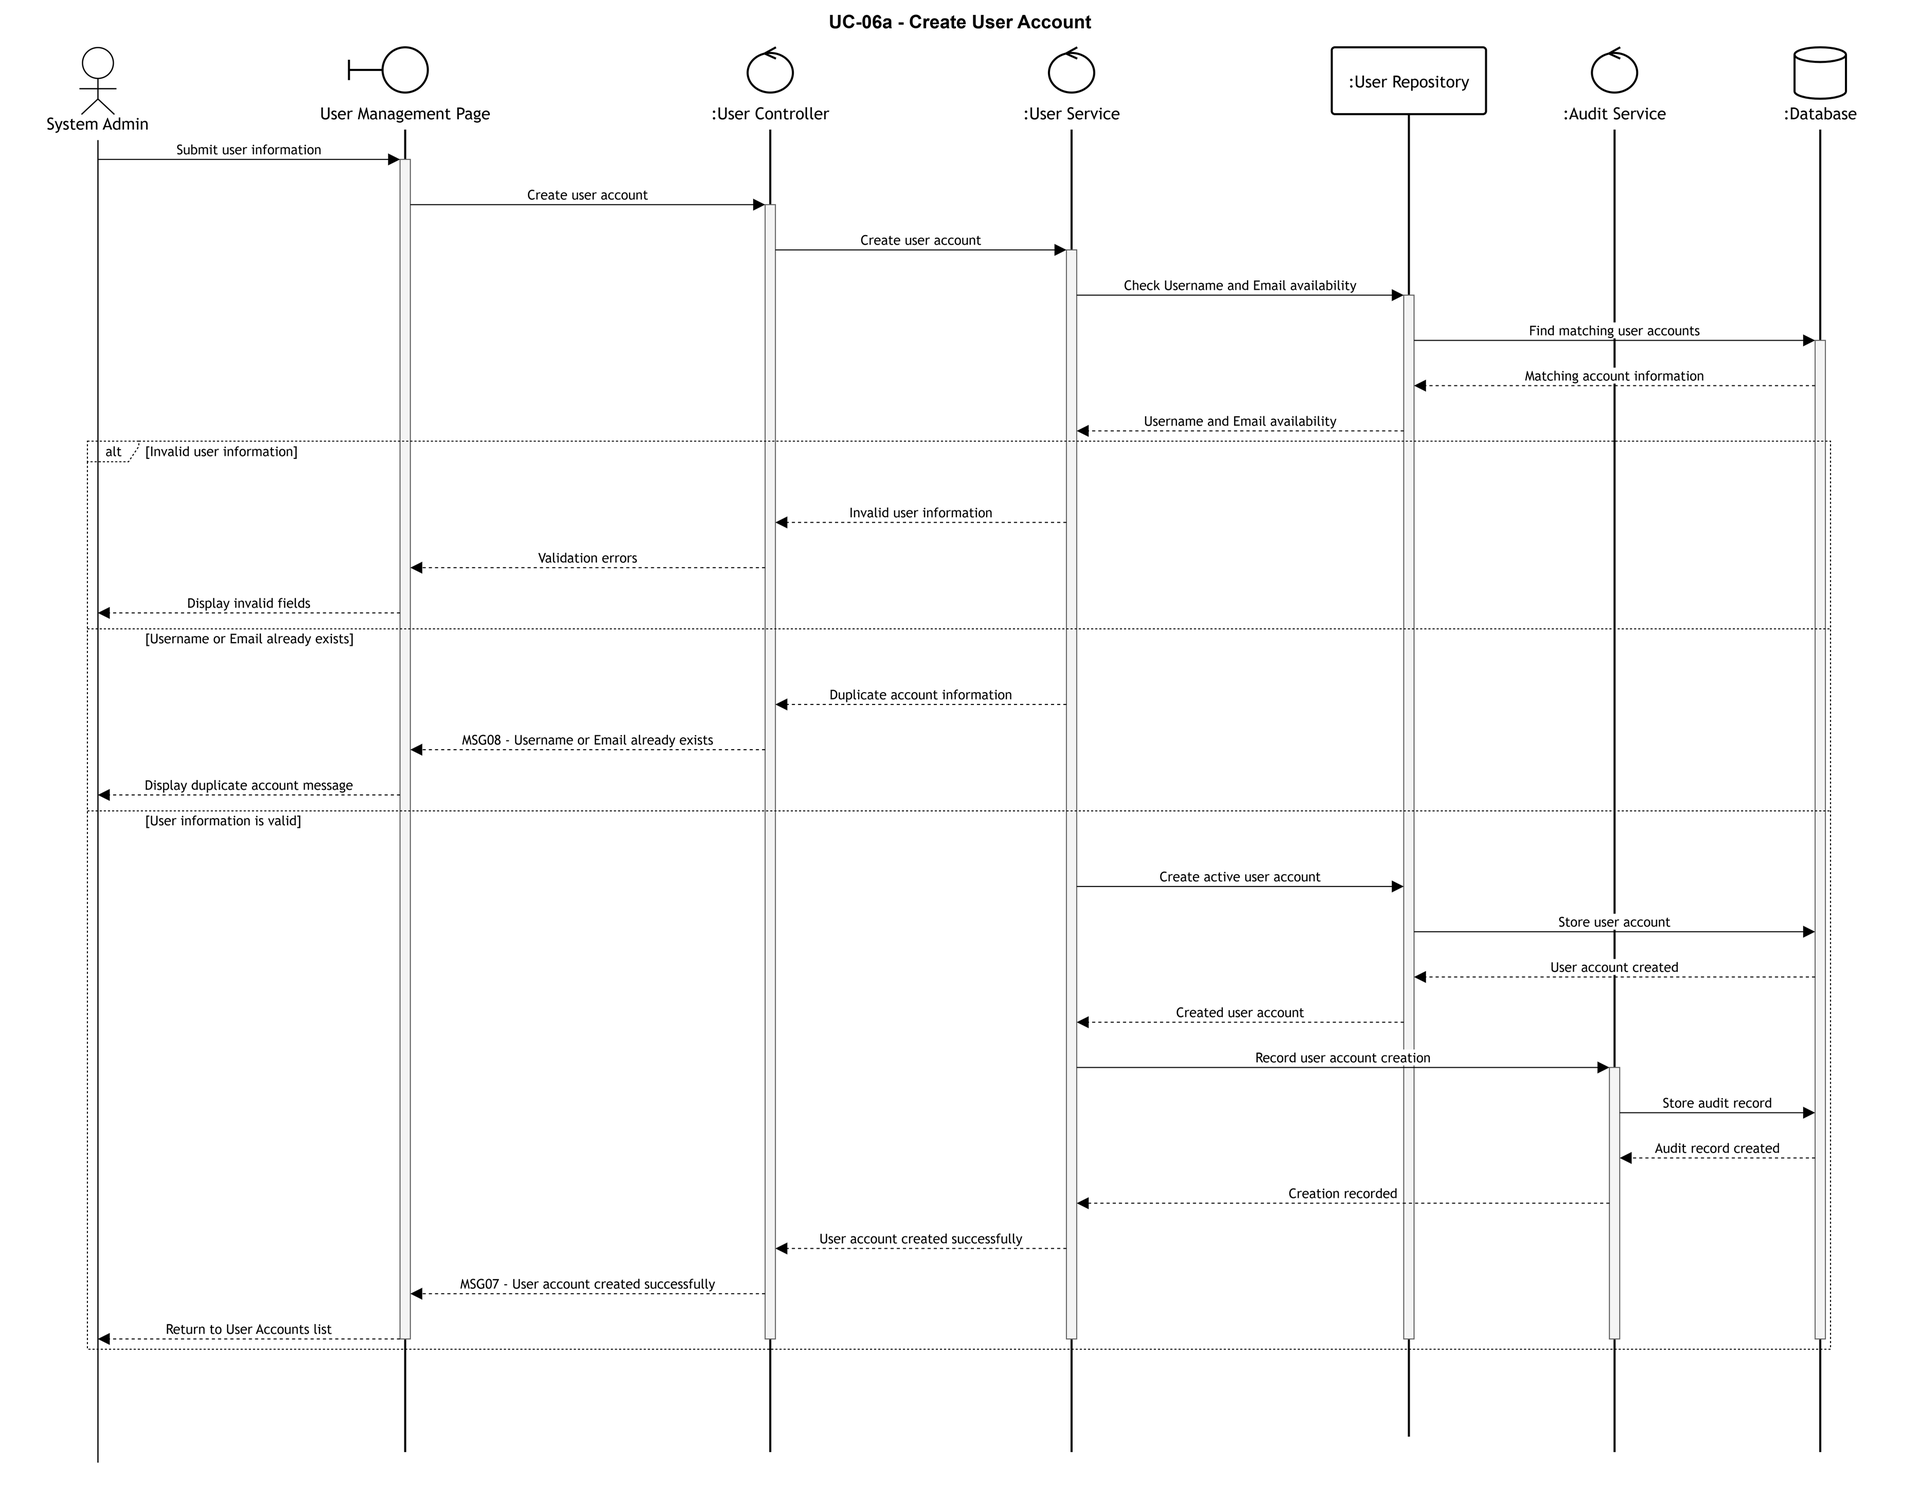 UC-06a - Create User Account
System Admin
User Management Page
:User Controller
:User Service
:User Repository
:Audit Service
:Database
Submit user information
Create user account
Create user account
Check Username and Email availability
Find matching user accounts
Matching account information
Username and Email availability
alt
[Invalid user information]
Invalid user information
Validation errors
Display invalid fields
[Username or Email already exists]
Duplicate account information
MSG08 - Username or Email already exists
Display duplicate account message
[User information is valid]
Create active user account
Store user account
User account created
Created user account
Record user account creation
Store audit record
Audit record created
Creation recorded
User account created successfully
MSG07 - User account created successfully
Return to User Accounts list